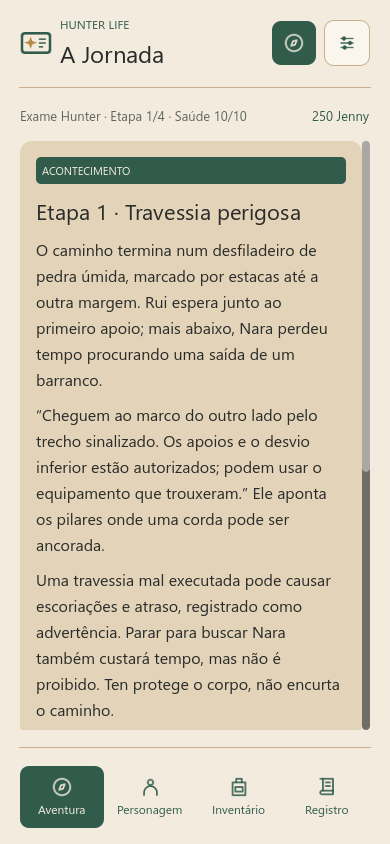 HUNTER LIFE
A Jornada
Exame Hunter · Etapa 1/4 · Saúde 10/10
250 Jenny
ACONTECIMENTO
Etapa 1 · Travessia perigosa
O caminho termina num desfiladeiro de
pedra úmida, marcado por estacas até a
outra margem. Rui espera junto ao
primeiro apoio; mais abaixo, Nara perdeu
tempo procurando uma saída de um
barranco.
“Cheguem ao marco do outro lado pelo
trecho sinalizado. Os apoios e o desvio
inferior estão autorizados; podem usar o
equipamento que trouxeram.” Ele aponta
os pilares onde uma corda pode ser
ancorada.
Uma travessia mal executada pode causar
escoriações e atraso, registrado como
advertência. Parar para buscar Nara
também custará tempo, mas não é
proibido. Ten protege o corpo, não encurta
o caminho.
Aventura
Personagem
Inventário
Registro